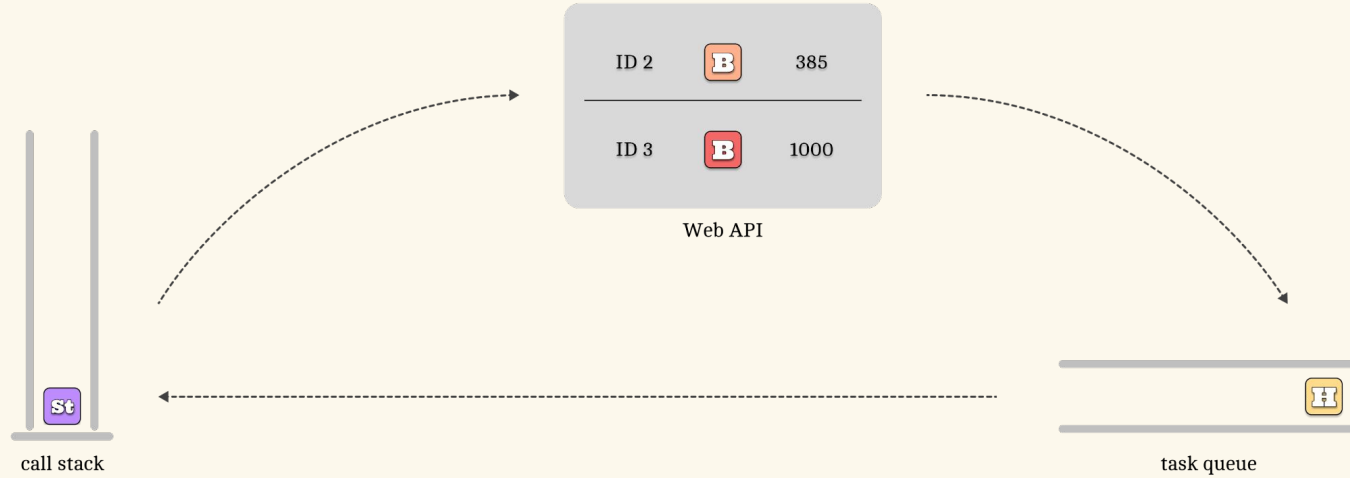 ID 2 B 385
ID 3 B 1000
Web API
St
H
call stack
task queue